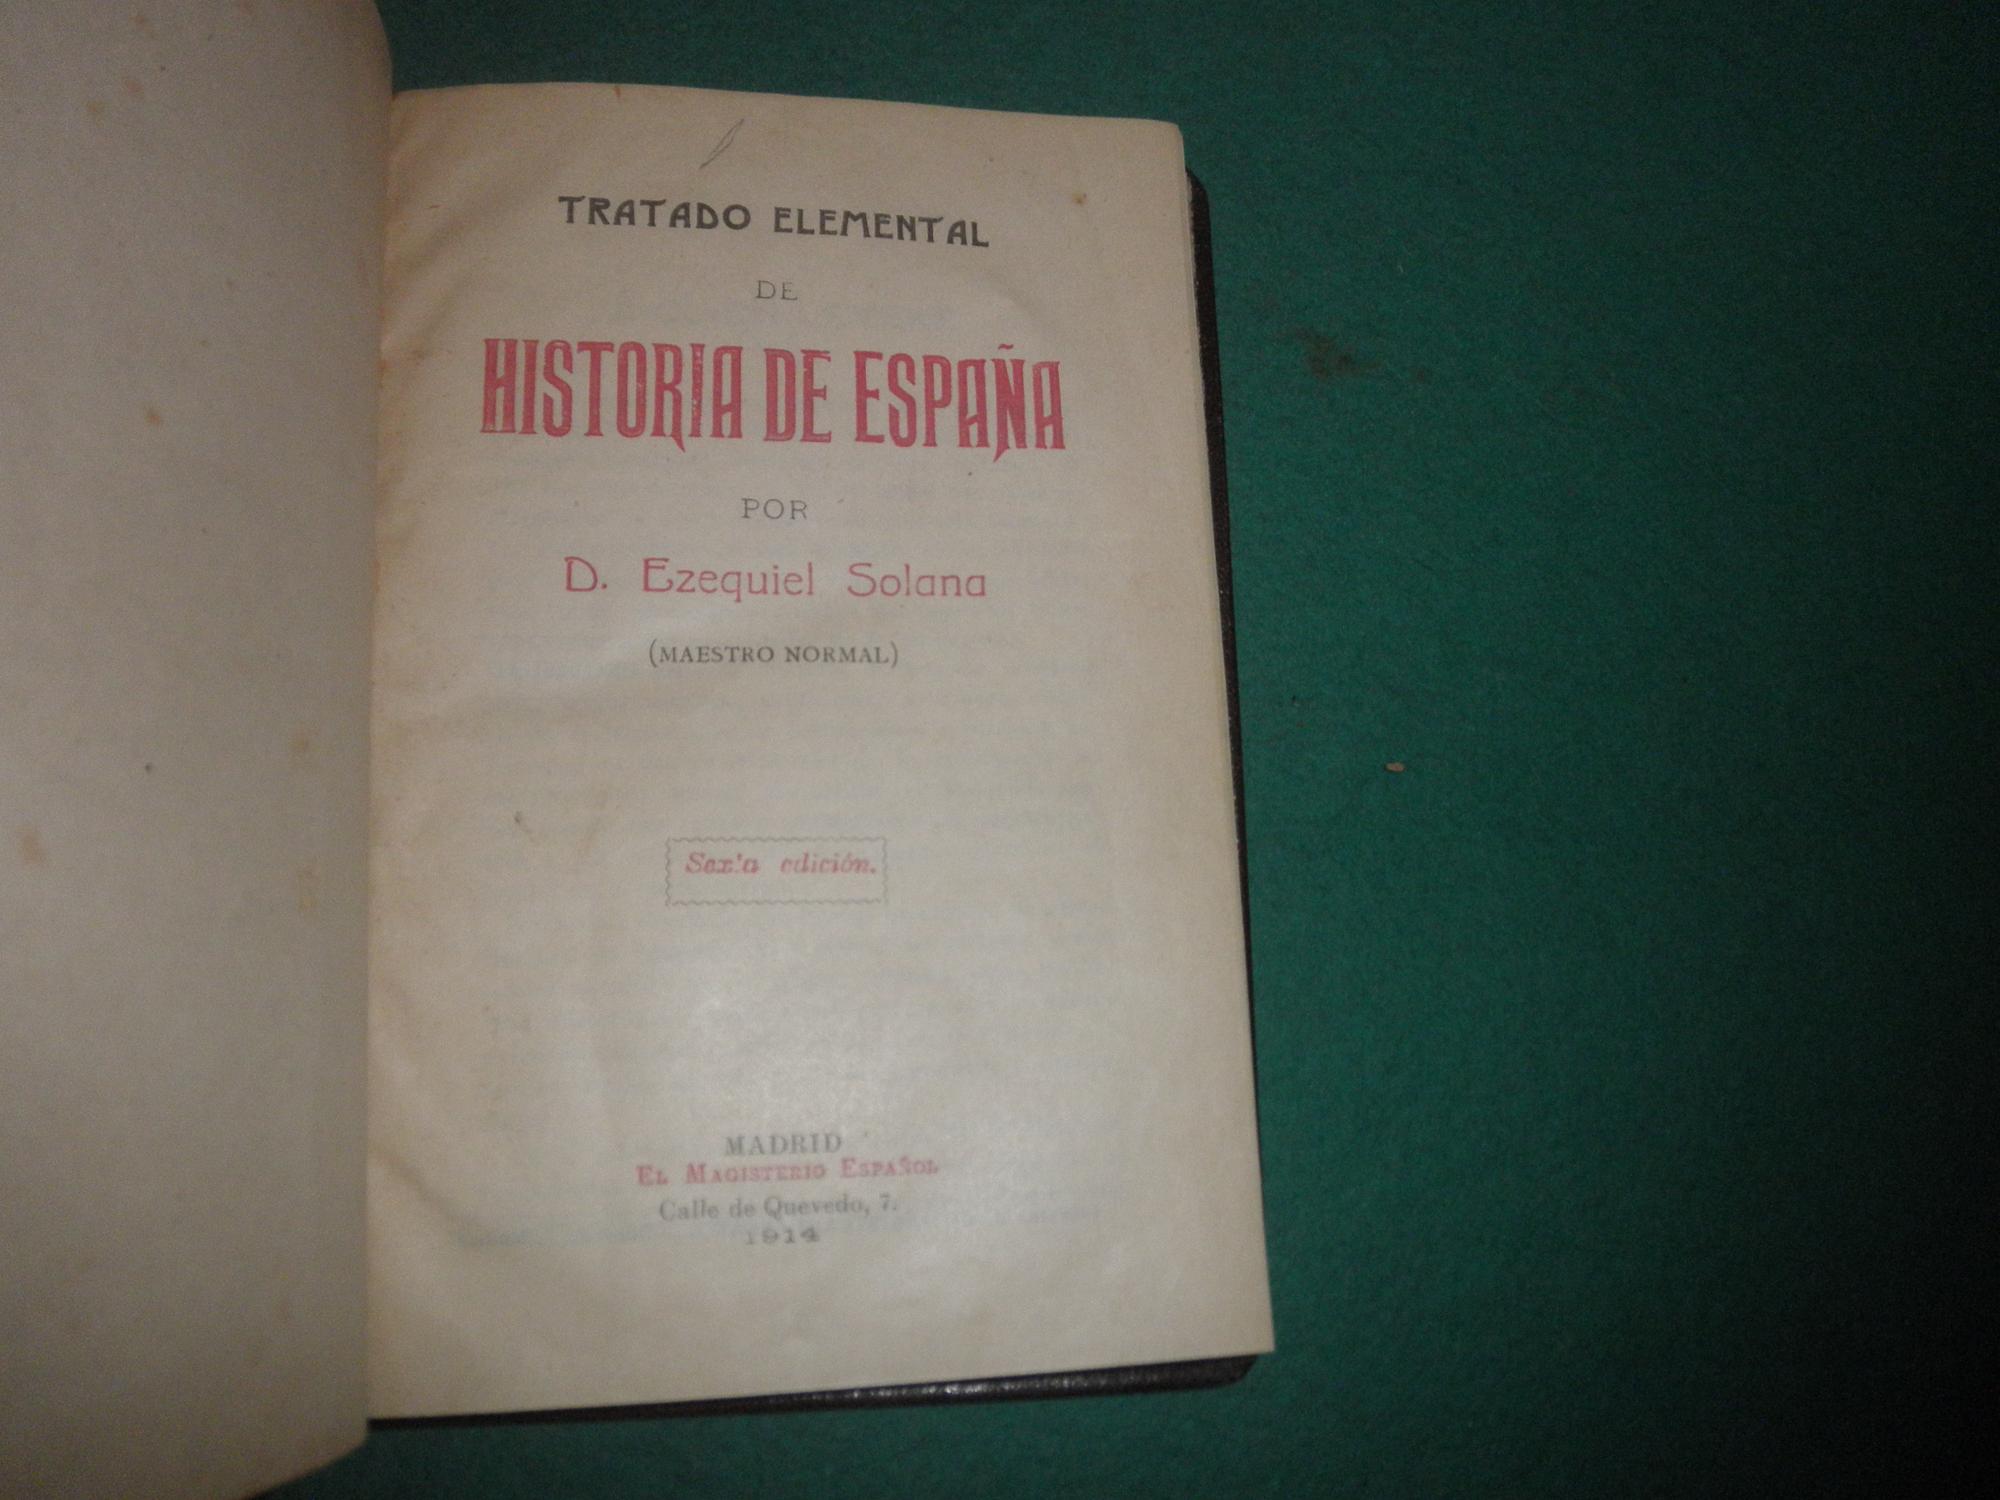 TRATADO ELEMENTAL
DE
HISTORIA DE ESPAÑA
POR
D. Ezequiel Solana
(MAESTRO NORMAL)
Sexta edición.
MADRID
EL MAGISTERIO ESPAÑOL
Calle de Quevedo, 7.
1914